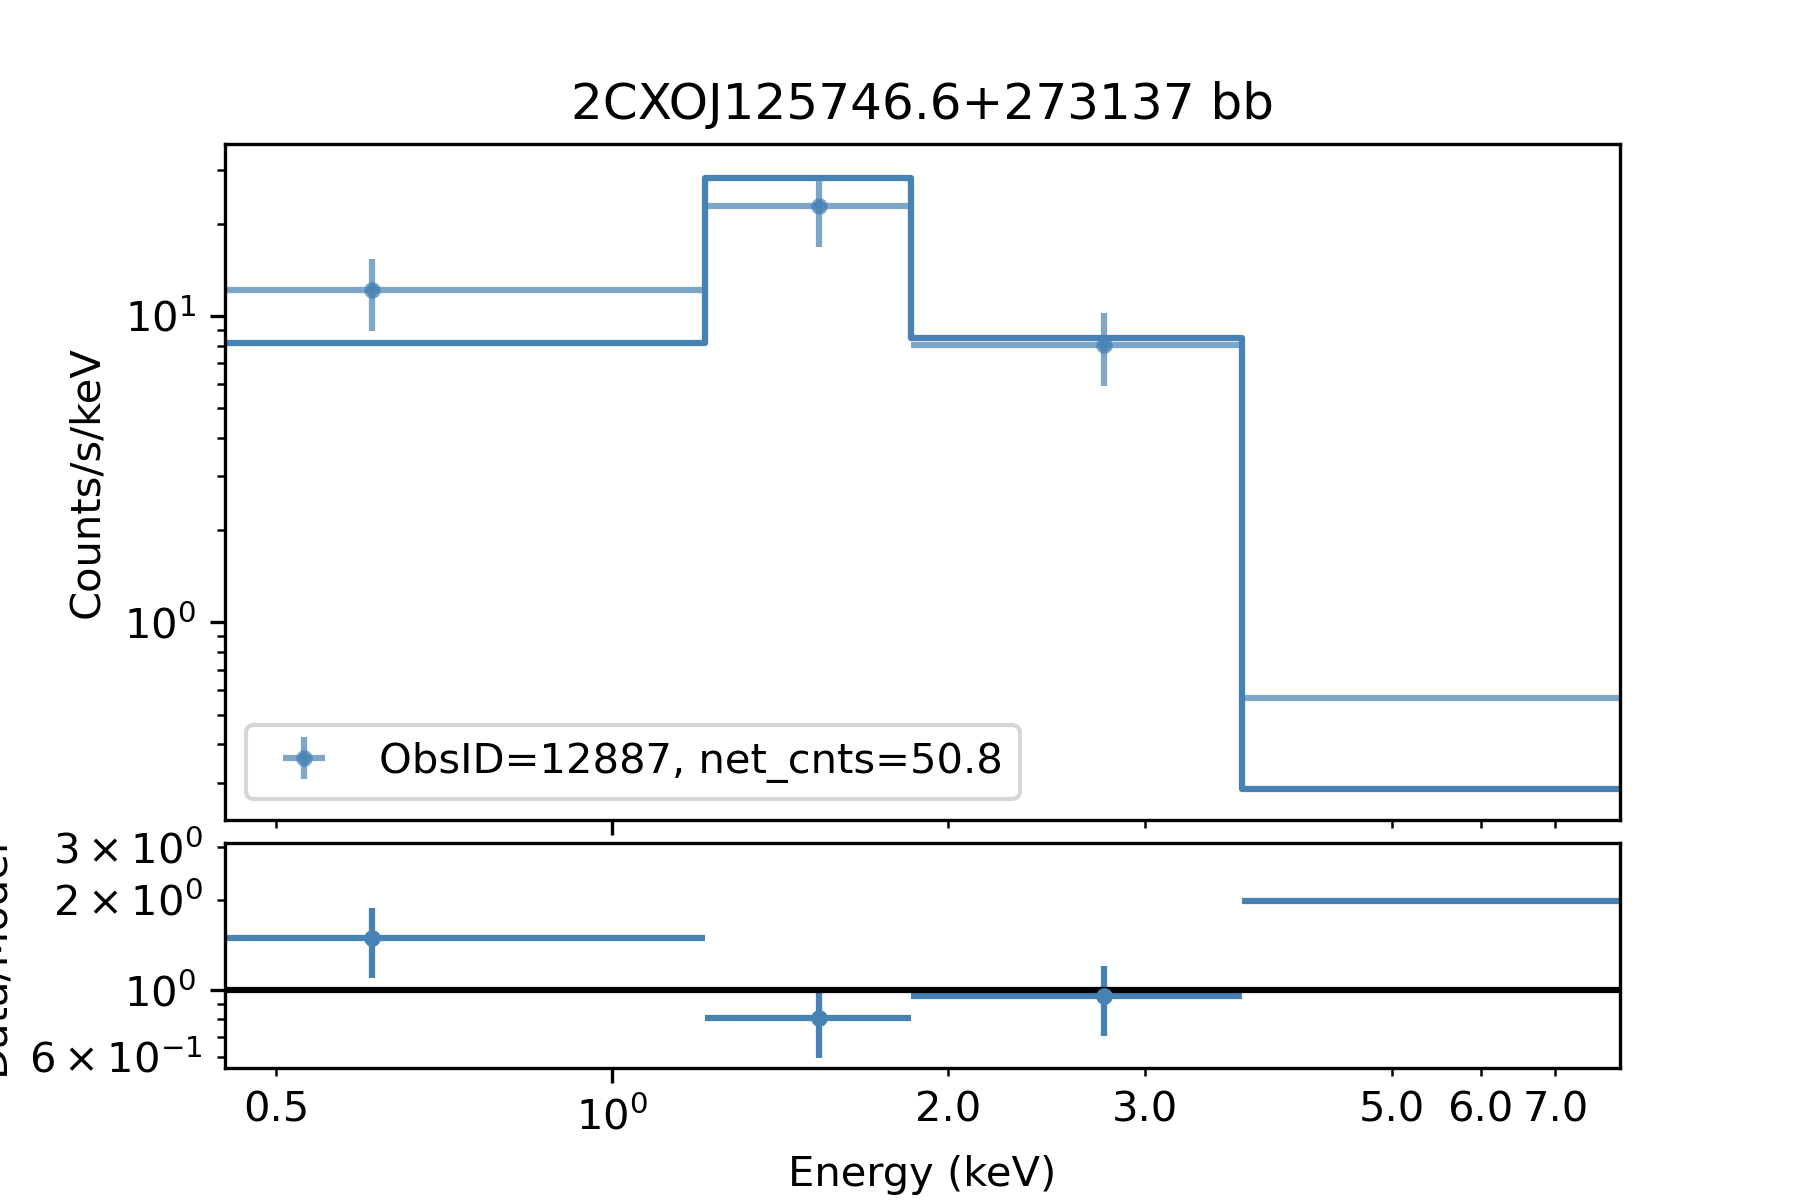 2CXOJ125746.6+273137 bb
Counts/s/keV
10¹
10⁰
ObsID=12887, net_cnts=50.8
3 × 10⁰
2 × 10⁰
10⁰
6 × 10⁻¹
0.5 10⁰ 2.0 3.0 5.0 6.0 7.0
Energy (keV)